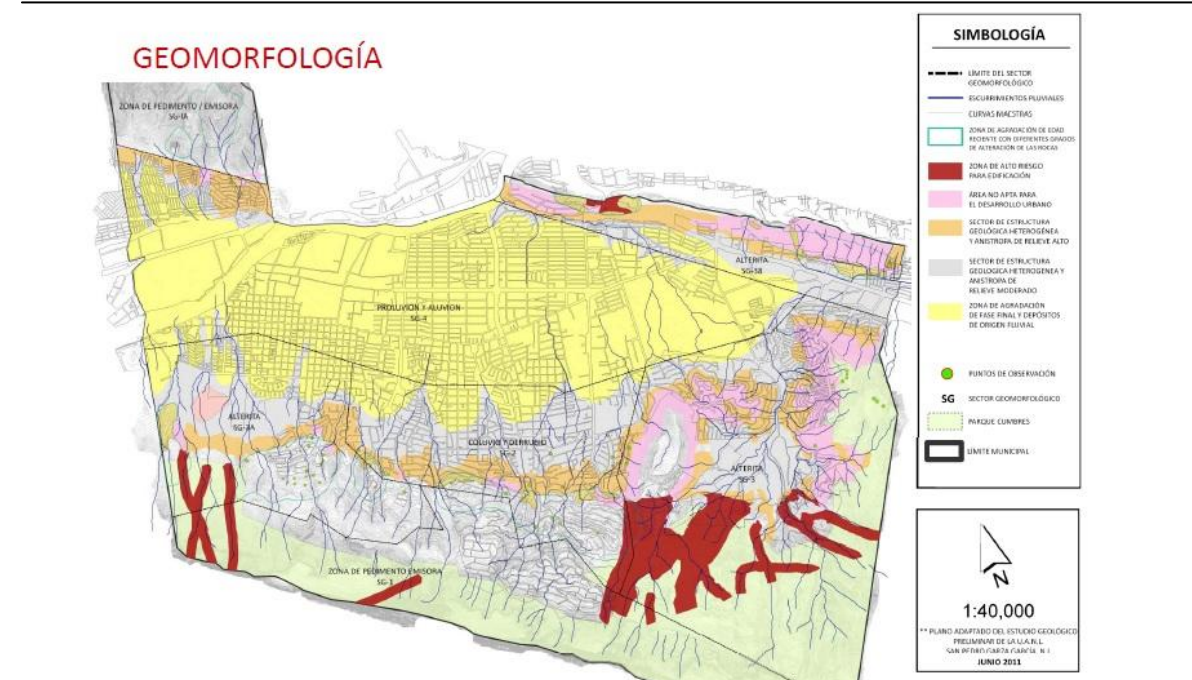 GEOMORFOLOGÍA
ZONA DE PEDIMENTO / EMISORA
SG-1A
ALTERITA
SG-3B
PROLUVION Y ALUVION
SG-4
ALTERITA
SG-3A
COLUVIO Y DERRUBIO
SG-2
ALTERITA
SG-3
ZONA DE PEDIMENTO EMISORA
SG-1
SIMBOLOGÍA
LÍMITE DEL SECTOR
GEOMORFOLÓGICO
ESCURRIMIENTOS PLUVIALES
CURVAS MAESTRAS
ZONA DE AGRADACIÓN DE EDAD
RECIENTE CON DIFERENTES GRADOS
DE ALTERACIÓN DE LAS ROCAS
ZONA DE ALTO RIESGO
PARA EDIFICACIÓN
ÁREA NO APTA PARA
EL DESARROLLO URBANO
SECTOR DE ESTRUCTURA
GEOLÓGICA HETEROGÉNEA
Y ANISTROPA DE RELIEVE ALTO
SECTOR DE ESTRUCTURA
GEOLOGICA HETEROGENEA Y
ANISTROPA DE
RELIEVE MODERADO
ZONA DE AGRADACIÓN
DE FASE FINAL Y DEPÓSITOS
DE ORIGEN FLUVIAL
PUNTOS DE OBSERVACIÓN
SG SECTOR GEOMORFOLÓGICO
PARQUE CUMBRES
LÍMITE MUNICIPAL
N
1:40,000
** PLANO ADAPTADO DEL ESTUDIO GEOLÓGICO
PRELIMINAR DE LA U.A.N.L.
SAN PEDRO GARZA GARCÍA, N.L.
JUNIO 2011